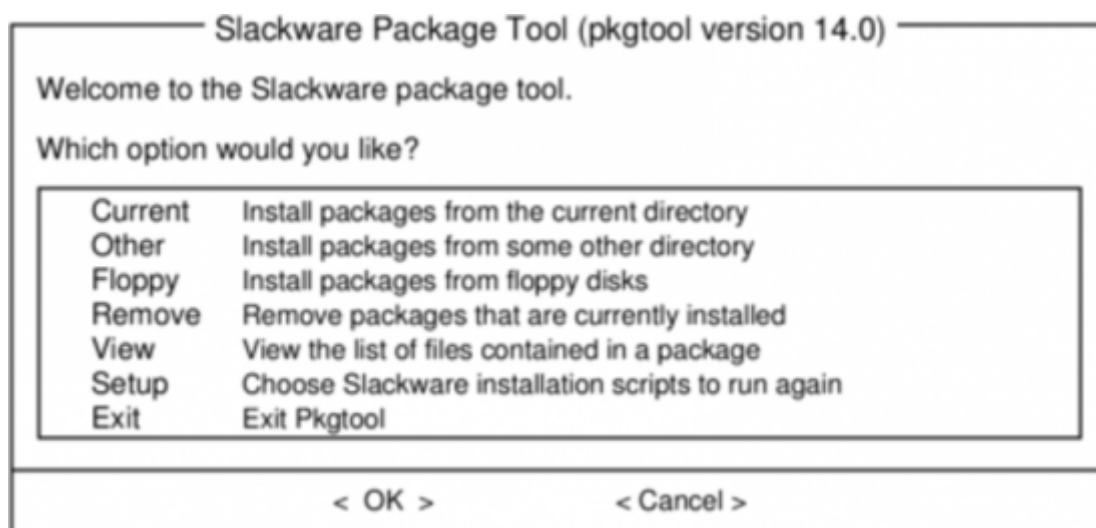 Slackware Package Tool (pkgtool version 14.0)
Welcome to the Slackware package tool.
Which option would you like?
Current Install packages from the current directory
Other Install packages from some other directory
Floppy Install packages from floppy disks
Remove Remove packages that are currently installed
View View the list of files contained in a package
Setup Choose Slackware installation scripts to run again
Exit Exit Pkgtool
< OK > < Cancel >